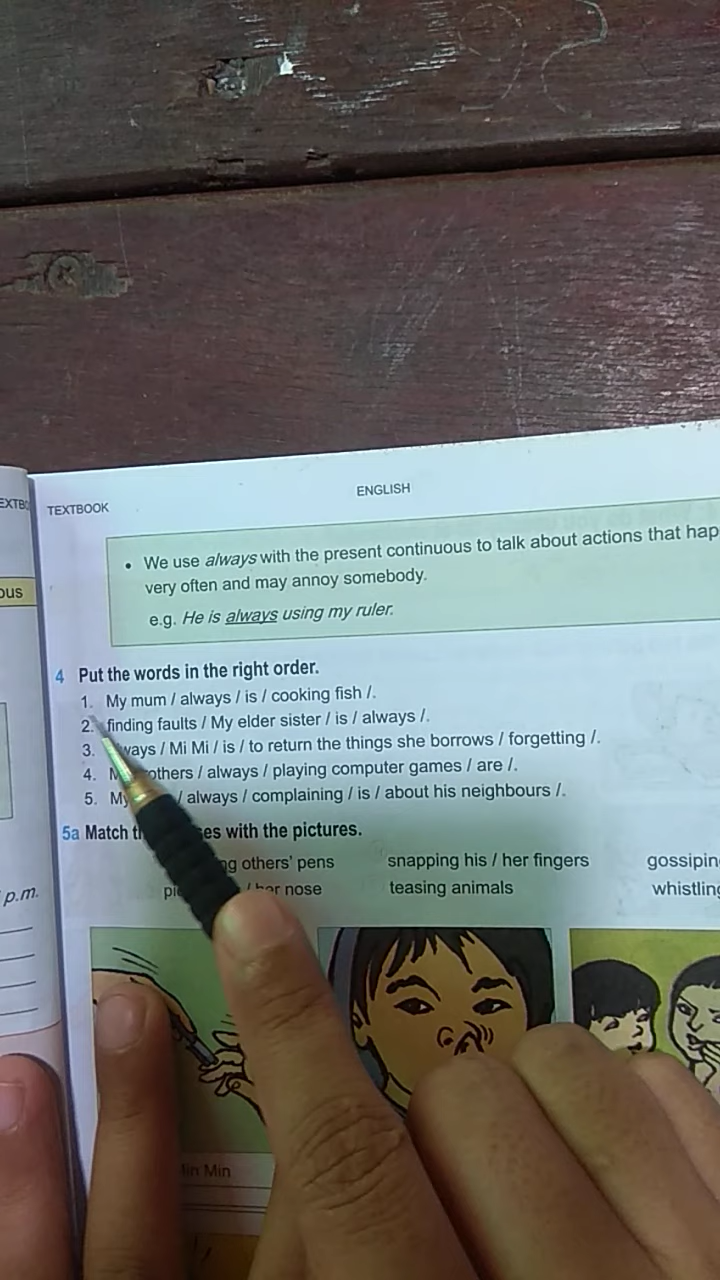 EXTBO
TEXTBOOK
ENGLISH
• We use always with the present continuous to talk about actions that hap
very often and may annoy somebody.
e.g. He is always using my ruler.
ous
4 Put the words in the right order.
1. My mum / always / is / cooking fish /.
2. finding faults / My elder sister / is / always /.
3. ways / Mi Mi / is / to return the things she borrows / forgetting /.
4. others / always / playing computer games / are /.
5. My / always / complaining / is / about his neighbours /.
5a Match es with the pictures.
ng others' pens snapping his / her fingers gossipin
p.m. / her nose teasing animals whistling
Min Min